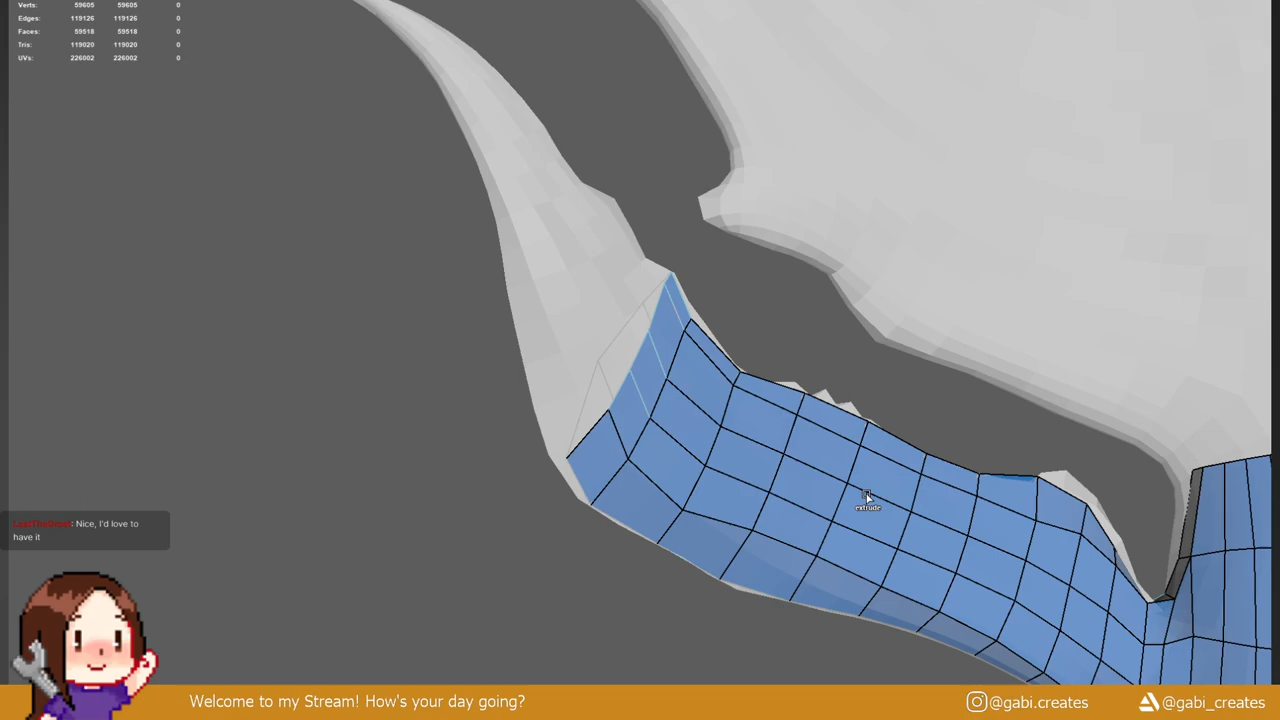 Verts: 59605 59605 0
Edges: 119126 119126 0
Faces: 59518 59518 0
Tris: 119020 119020 0
UVs: 226002 226002 0
extrude
: Nice, I'd love to
have it
Welcome to my Stream! How's your day going?
@gabi.creates
@gabi_creates